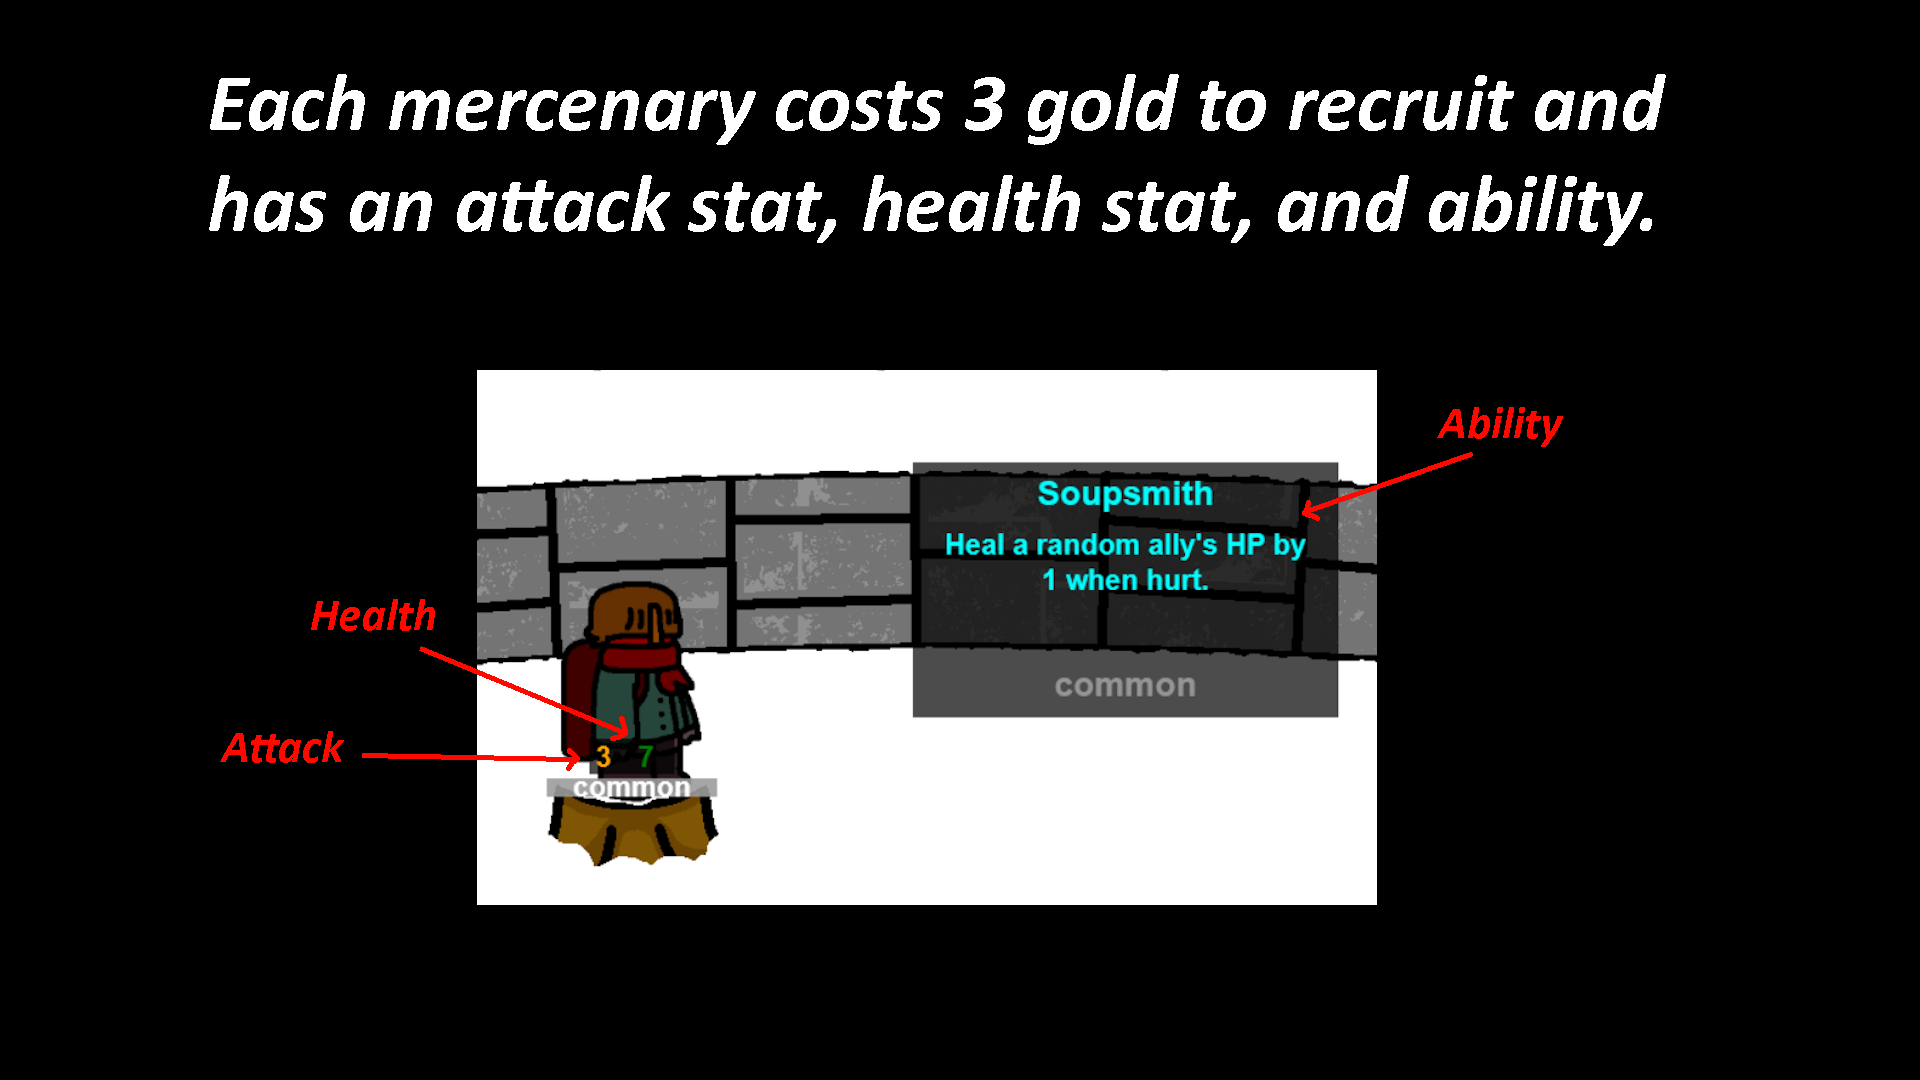 Each mercenary costs 3 gold to recruit and
has an attack stat, health stat, and ability.
Ability
Soupsmith
Heal a random ally's HP by
1 when hurt.
common
Health
Attack
3 7
common